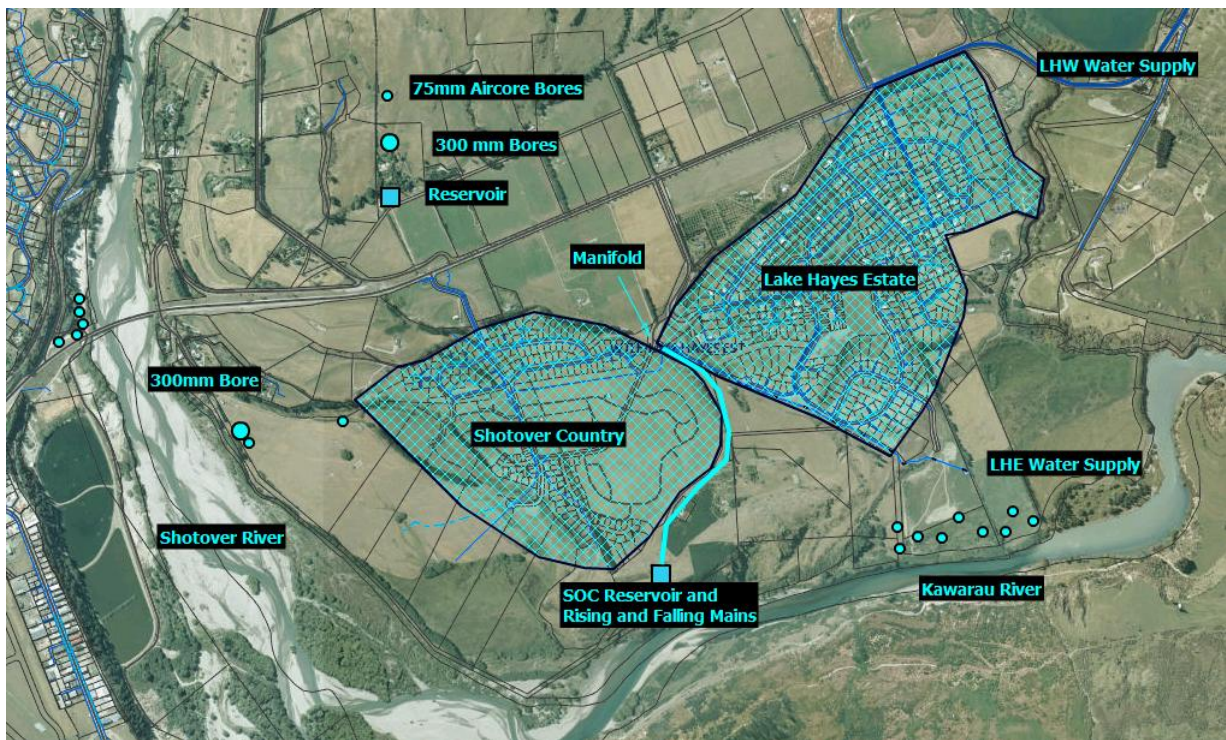 LHW Water Supply
75mm Aircore Bores
300 mm Bores
Reservoir
Manifold
Lake Hayes Estate
300mm Bore
Shotover Country
LHE Water Supply
Shotover River
SOC Reservoir and
Rising and Falling Mains
Kawarau River